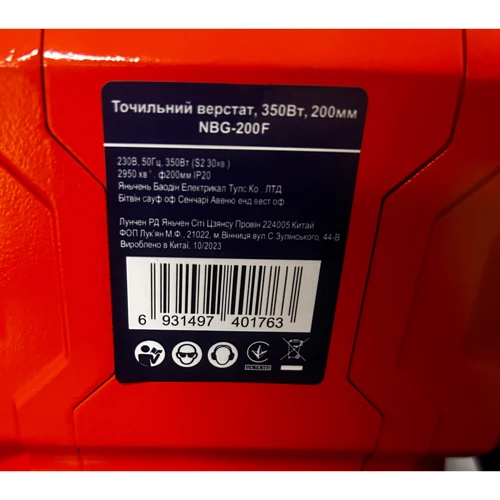 Точильний верстат, 350Вт, 200мм
NBG-200F
230В, 50Гц, 350Вт (S2 30хв.)
2950 хв⁻¹. ф200мм IP20
Яньчень Баодін Електрикал Тулс Ко., ЛТД
Бітвін сауф оф Сенчарі Авеню енд вест оф
Лунчен РД Яньчен Сіті Цзянсу Провін 224005 Китай
ФОП Лук'ян М.Ф., 21022, м.Вінниця вул.С.Зулінського, 44-В
Вироблено в Китаї, 10/2023
6 931497 401763